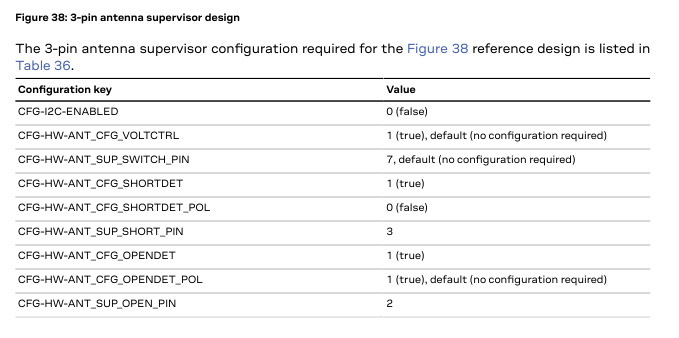 Figure 38: 3-pin antenna supervisor design
The 3-pin antenna supervisor configuration required for the Figure 38 reference design is listed in
Table 36.
Configuration key Value
CFG-I2C-ENABLED 0 (false)
CFG-HW-ANT_CFG_VOLTCTRL 1 (true), default (no configuration required)
CFG-HW-ANT_SUP_SWITCH_PIN 7, default (no configuration required)
CFG-HW-ANT_CFG_SHORTDET 1 (true)
CFG-HW-ANT_CFG_SHORTDET_POL 0 (false)
CFG-HW-ANT_SUP_SHORT_PIN 3
CFG-HW-ANT_CFG_OPENDET 1 (true)
CFG-HW-ANT_CFG_OPENDET_POL 1 (true), default (no configuration required)
CFG-HW-ANT_SUP_OPEN_PIN 2